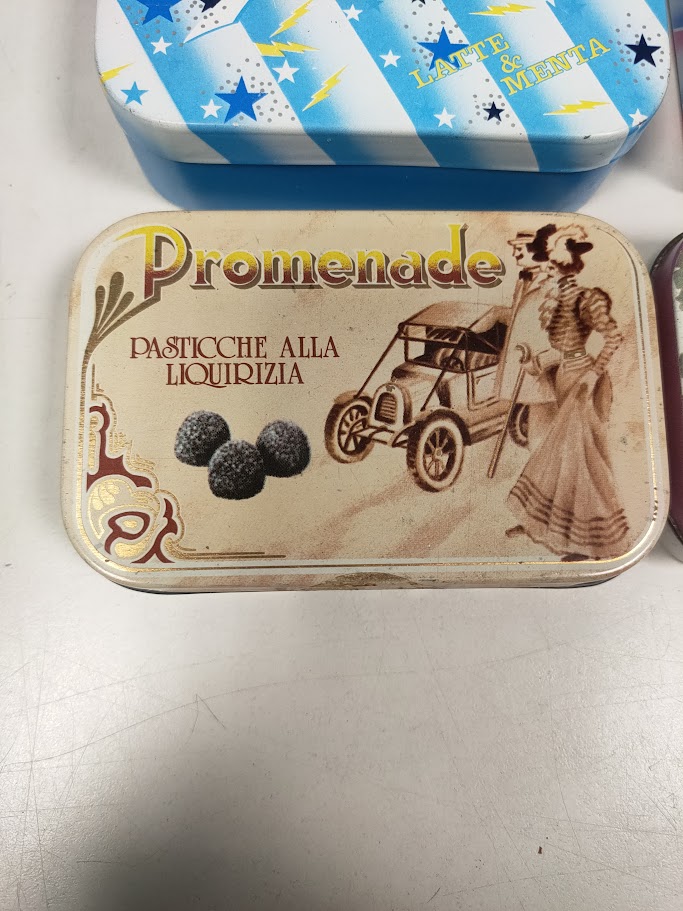 LATTE
&
MENTA
Promenade
PASTICCHE ALLA
LIQUIRIZIA